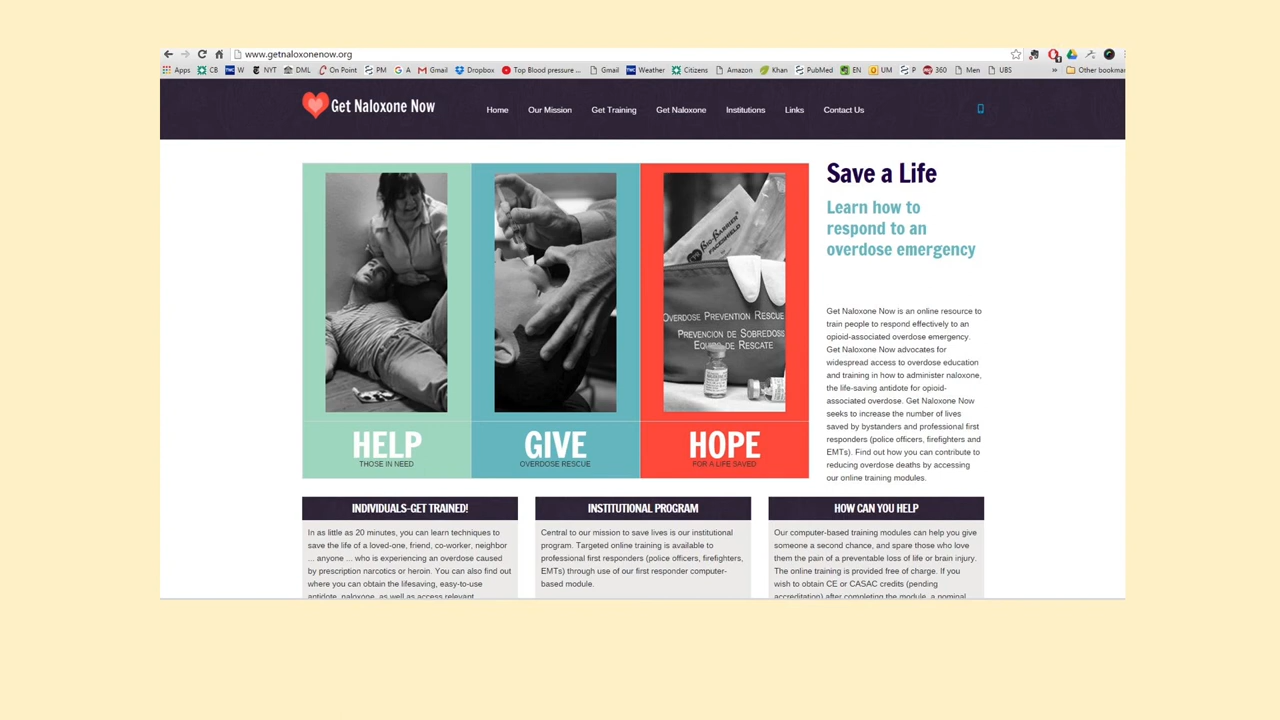 www.getnaloxonenow.org
Apps CB W NYT DML On Point PM A Gmail Dropbox Top Blood pressure ... Gmail Weather Citizens Amazon Khan PubMed EN UM P 360 Men UBS » Other bookmar
Get Naloxone Now
Home Our Mission Get Training Get Naloxone Institutions Links Contact Us
BIO-BARRIER
FACESHIELD
OVERDOSE PREVENTION RESCUE
PREVENCION DE SOBREDOSS
EQUIPO DE RESCATE
HELP
THOSE IN NEED
GIVE
OVERDOSE RESCUE
HOPE
FOR A LIFE SAVED
Save a Life
Learn how to
respond to an
overdose emergency
Get Naloxone Now is an online resource to
train people to respond effectively to an
opioid-associated overdose emergency.
Get Naloxone Now advocates for
widespread access to overdose education
and training in how to administer naloxone,
the life-saving antidote for opioid-
associated overdose. Get Naloxone Now
seeks to increase the number of lives
saved by bystanders and professional first
responders (police officers, firefighters and
EMTs). Find out how you can contribute to
reducing overdose deaths by accessing
our online training modules.
INDIVIDUALS-GET TRAINED!
In as little as 20 minutes, you can learn techniques to
save the life of a loved-one, friend, co-worker, neighbor
... anyone ... who is experiencing an overdose caused
by prescription narcotics or heroin. You can also find out
where you can obtain the lifesaving, easy-to-use
antidote, naloxone, as well as access relevant
INSTITUTIONAL PROGRAM
Central to our mission to save lives is our institutional
program. Targeted online training is available to
professional first responders (police officers, firefighters,
EMTs) through use of our first responder computer-
based module.
HOW CAN YOU HELP
Our computer-based training modules can help you give
someone a second chance, and spare those who love
them the pain of a preventable loss of life or brain injury.
The online training is provided free of charge. If you
wish to obtain CE or CASAC credits (pending
accreditation) after completing the module, a nominal